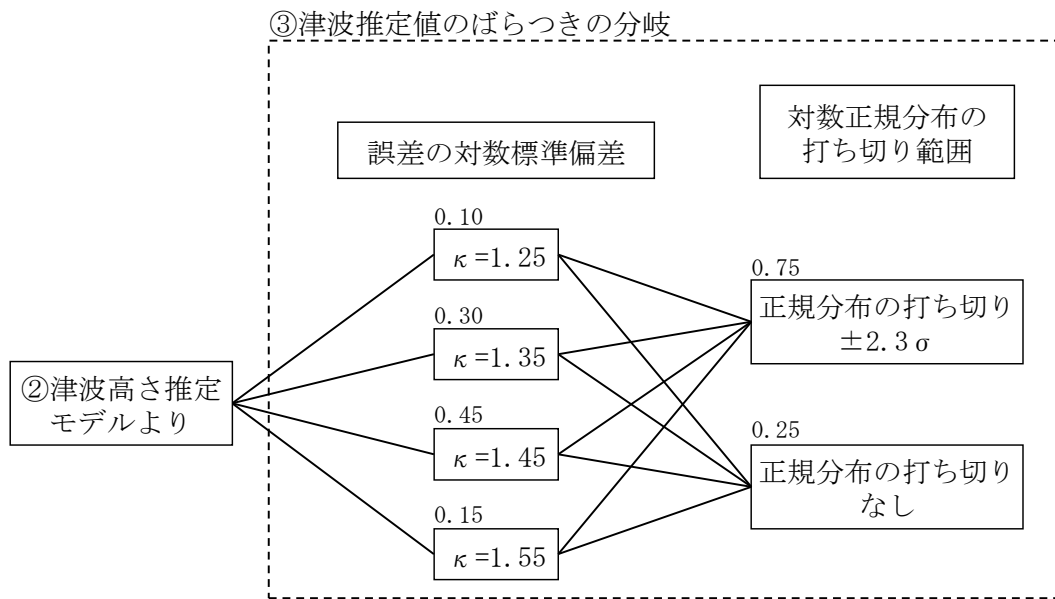 ③津波推定値のばらつきの分岐
誤差の対数標準偏差
対数正規分布の
打ち切り範囲
②津波高さ推定
モデルより
0.10
κ=1.25
0.30
κ=1.35
0.45
κ=1.45
0.15
κ=1.55
0.75
正規分布の打ち切り
±2.3σ
0.25
正規分布の打ち切り
なし